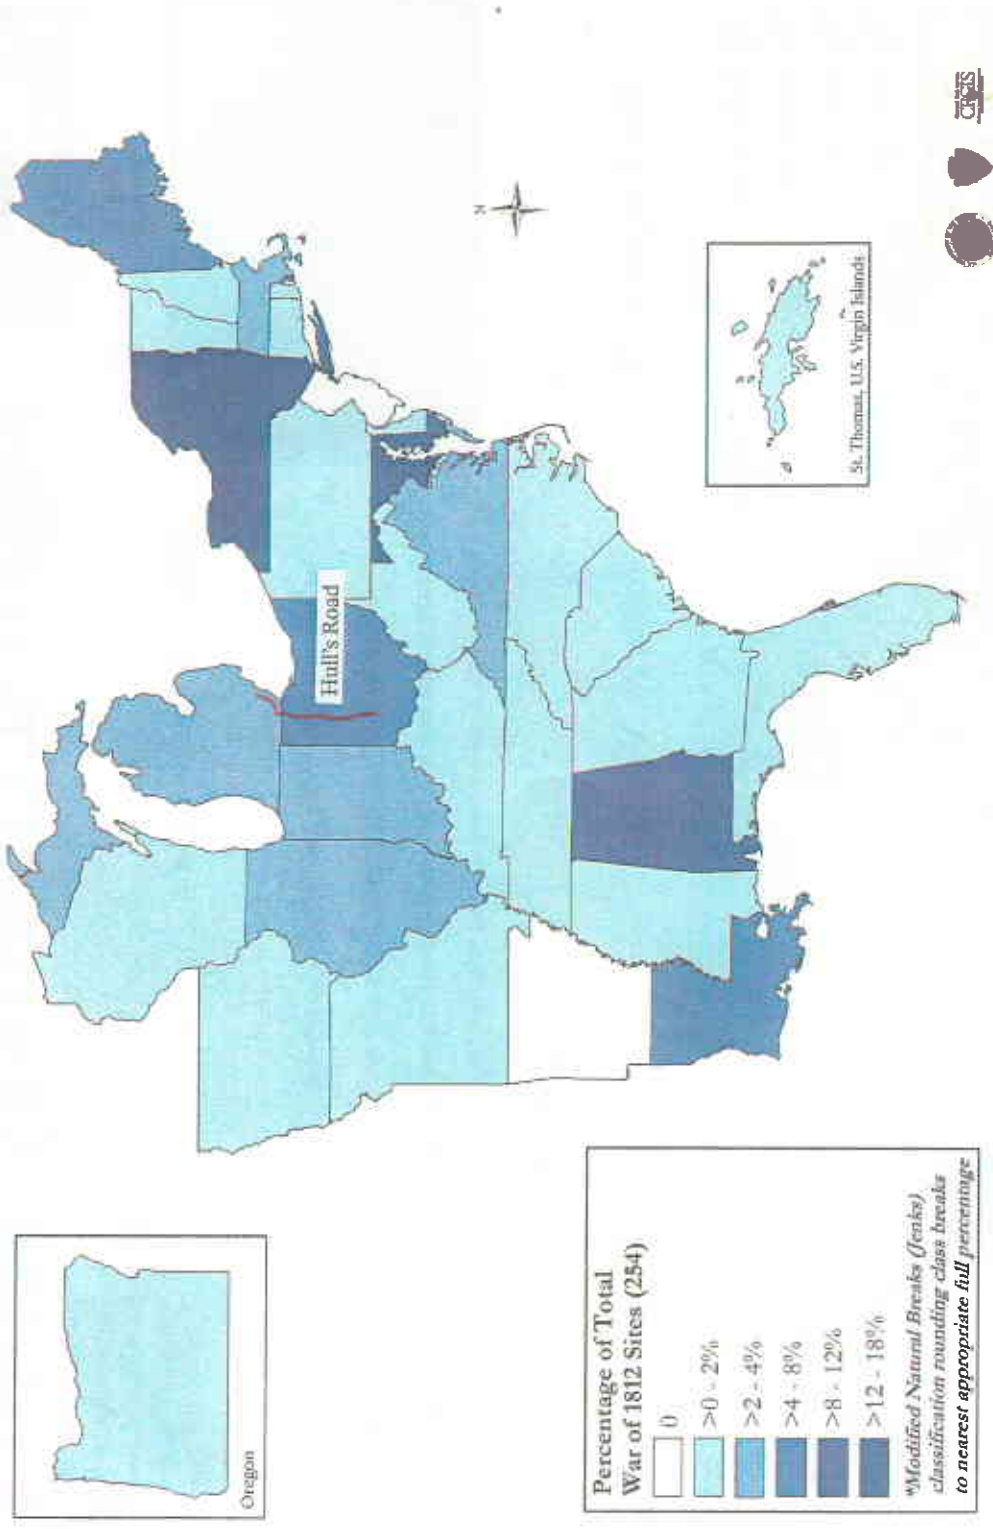 Oregon
Hull's Road
N
St. Thomas, U.S. Virgin Islands
Percentage of Total
War of 1812 Sites (254)
0
>0 - 2%
>2 - 4%
>4 - 8%
>8 - 12%
>12 - 18%
*Modified Natural Breaks (Jenks)
classification rounding class breaks
to nearest appropriate full percentage
CRGIS